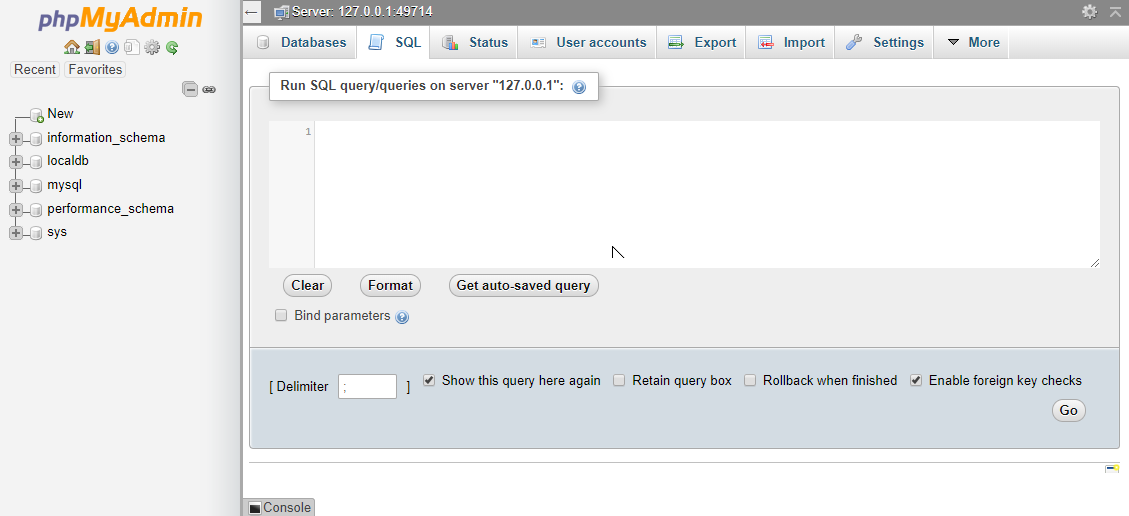 phpMyAdmin
Recent Favorites
New
information_schema
localdb
mysql
performance_schema
sys
Server: 127.0.0.1:49714
Databases SQL Status User accounts Export Import Settings More
Run SQL query/queries on server "127.0.0.1":
1
Clear Format Get auto-saved query
Bind parameters
[ Delimiter ; ] Show this query here again Retain query box Rollback when finished Enable foreign key checks
Go
Console